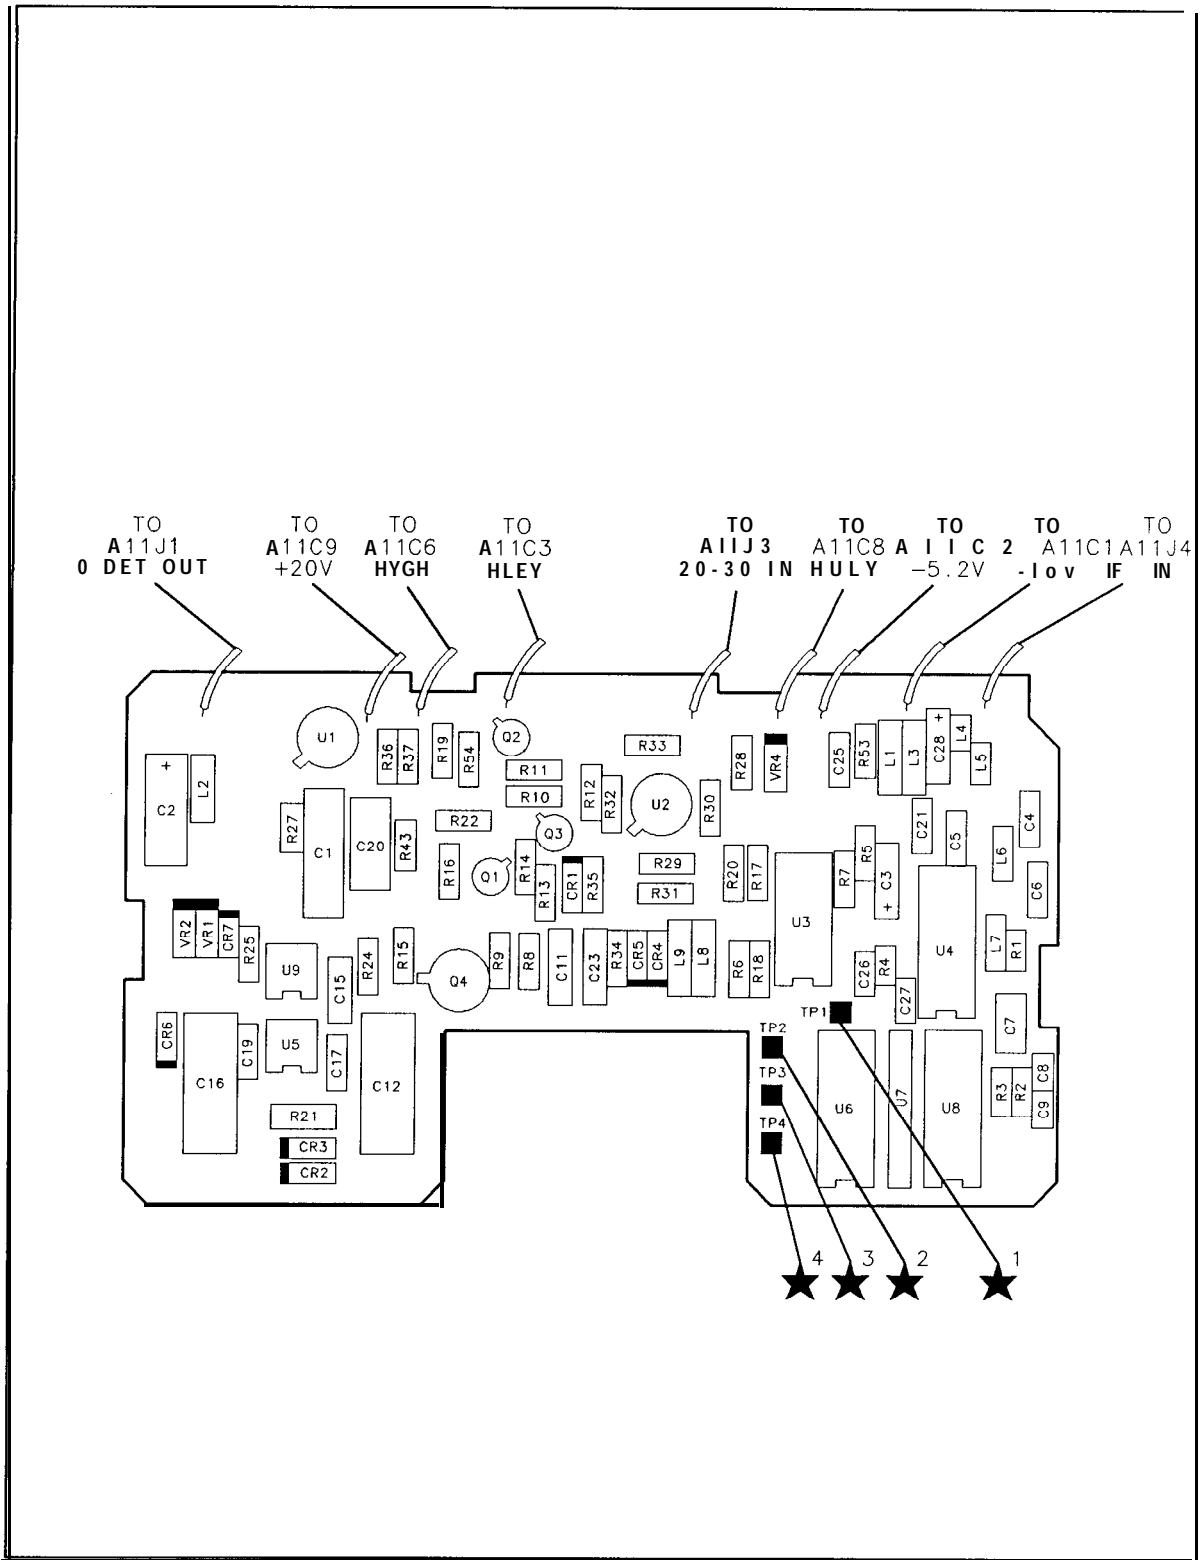 TO TO TO TO TO TO TO TO TO
A11J1 A11C9 A11C6 A11C3 AIIJ3 A11C8 A I I C 2 A11C1 A11J4
0 DET OUT +20V HYGH HLEY 20-30 IN HULY -5.2V -Iov IF IN
U1 R36 R37 R19 R54 Q2 R33 R28 VR4 C25 R53 L1 L3 C28 + L4 L5
+ C2 L2 R11 R10 R12 R32 U2 R30
R27 C1 C20 R43 R22 Q3 C21 C5 C4
R16 Q1 R14 R13 CR1 R35 R29 R31 R20 R17 U3 R7 R5 C3 + L6 C6
VR2 VR1 CR7 R25 U9 C15 R24 R15 Q4 R9 R8 C11 C23 R34 CR5 CR4 L9 L8 R6 R18 C26 R4 C27 U4 L7 R1
TP1
CR6 C16 C19 U5 C17 C12 TP2 C7
TP3 U6 U7 U8 R3 R2 C8 C9
R21 TP4
CR3
CR2
4 3 2 1